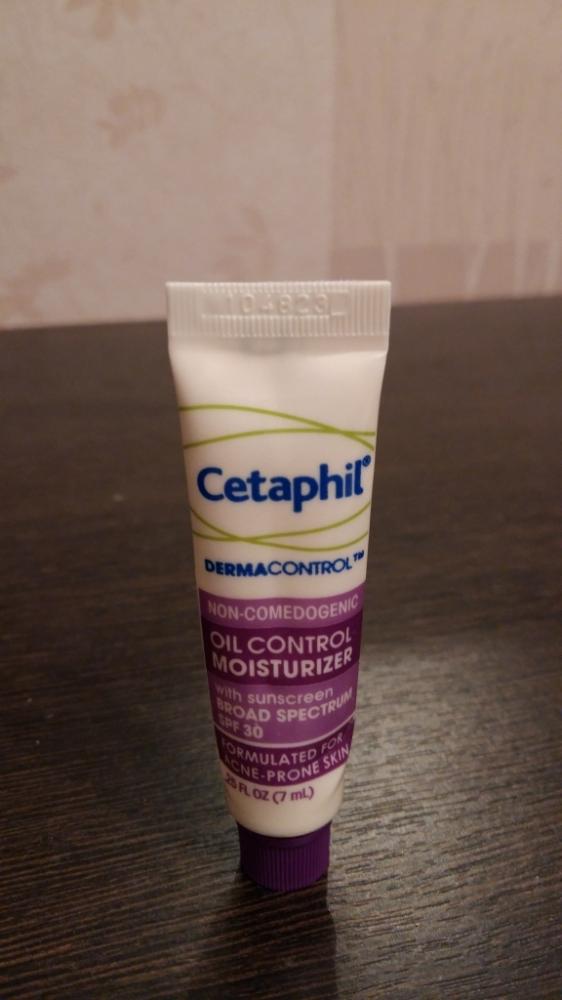 104823
Cetaphil®
DERMACONTROL™
NON-COMEDOGENIC
OIL CONTROL
MOISTURIZER
with sunscreen
BROAD SPECTRUM
SPF 30
FORMULATED FOR
ACNE-PRONE SKIN
FL OZ (7 mL)